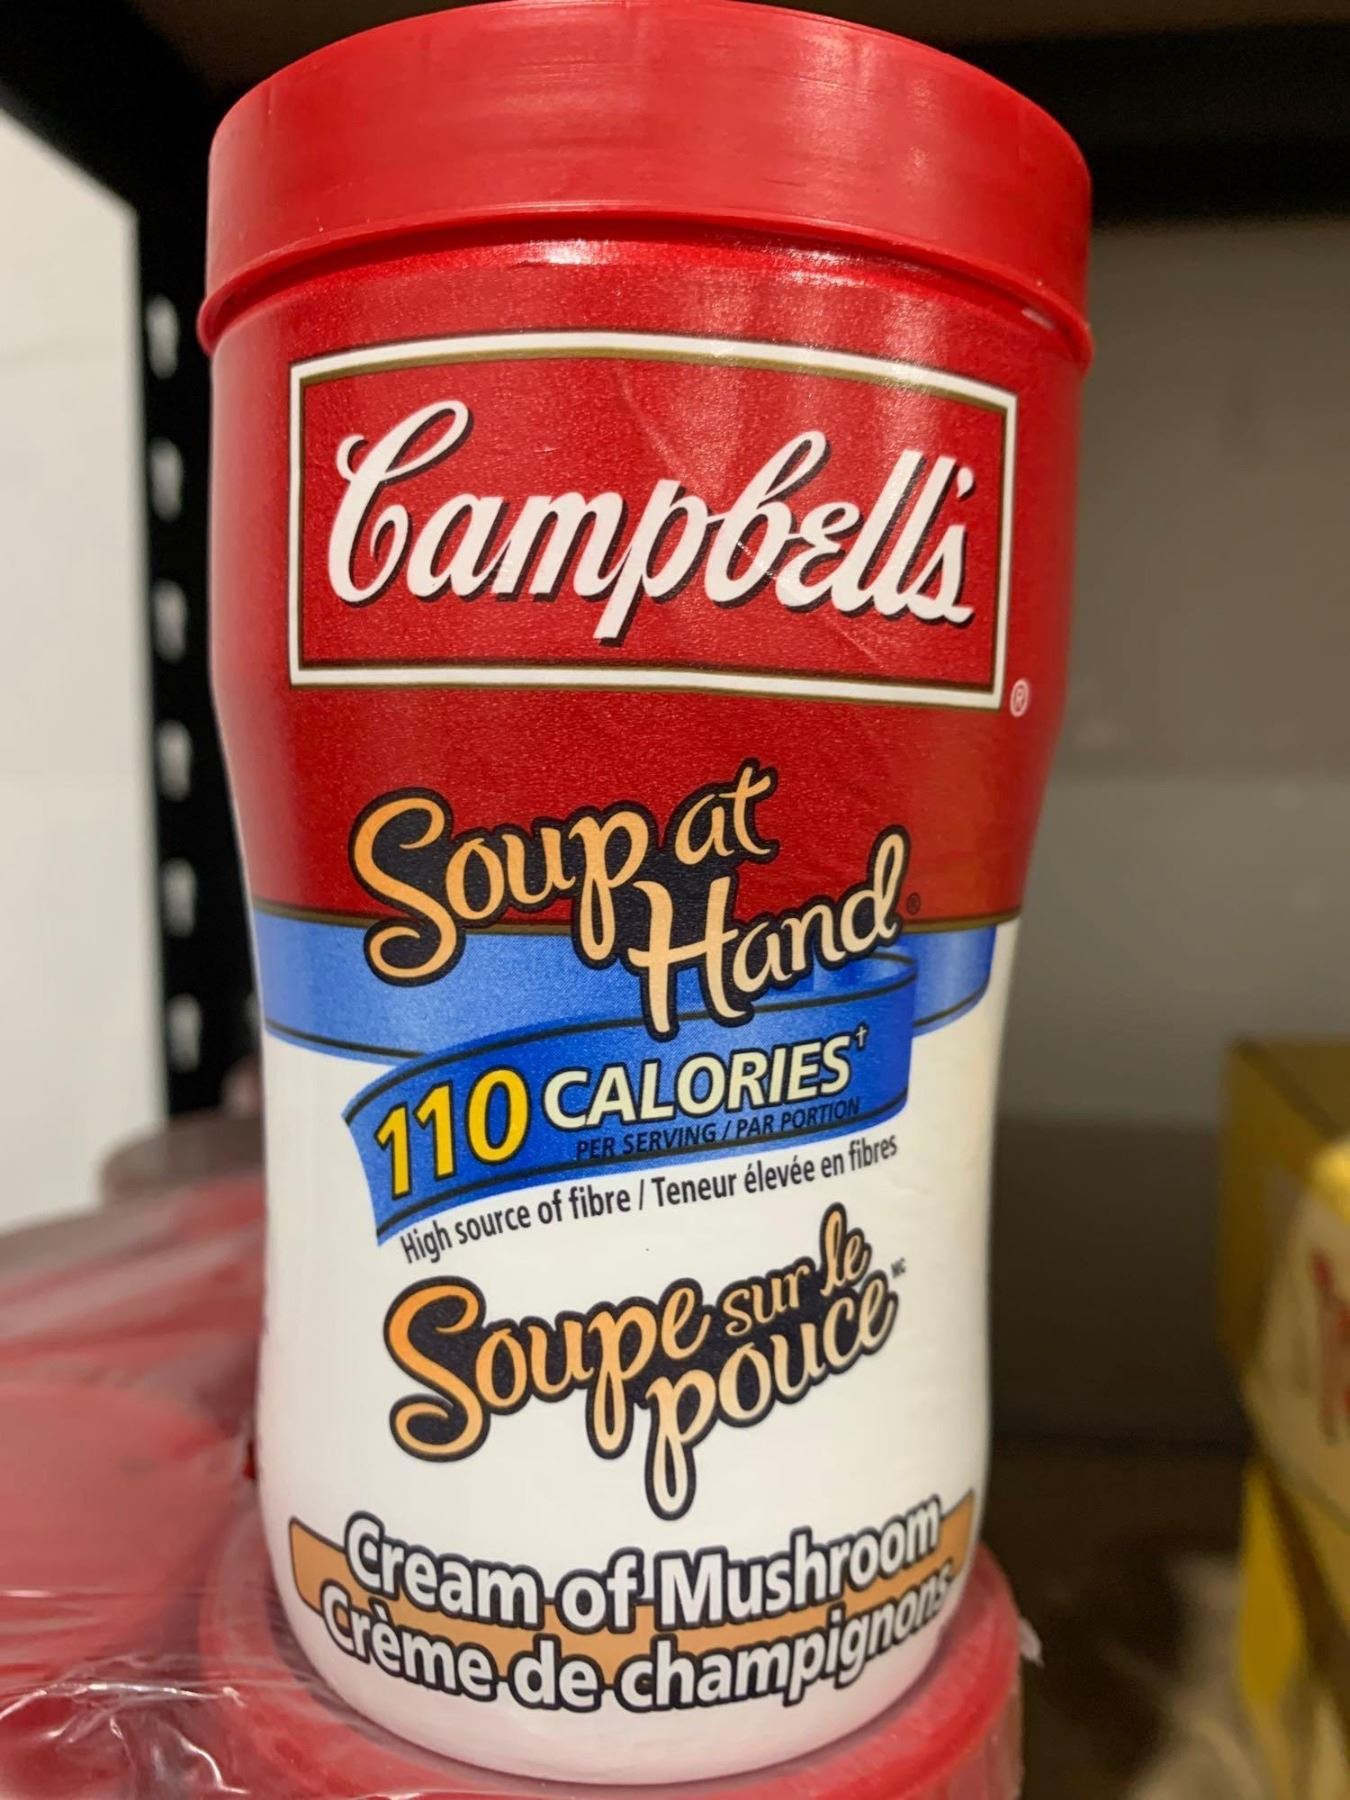 Campbell's
®
Soup at
Hand®
110 CALORIES†
PER SERVING / PAR PORTION
High source of fibre / Teneur élevée en fibres
Soupe sur le
pouce MC
Cream of Mushroom
Crème de champignons